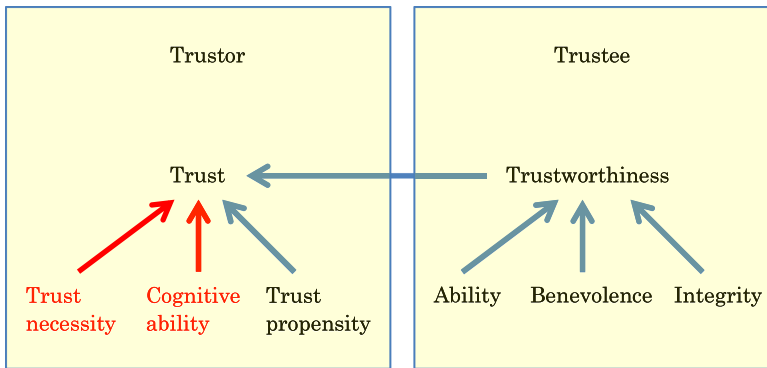 Trustor
Trustee
Trust
Trustworthiness
Trust
necessity
Cognitive
ability
Trust
propensity
Ability
Benevolence
Integrity